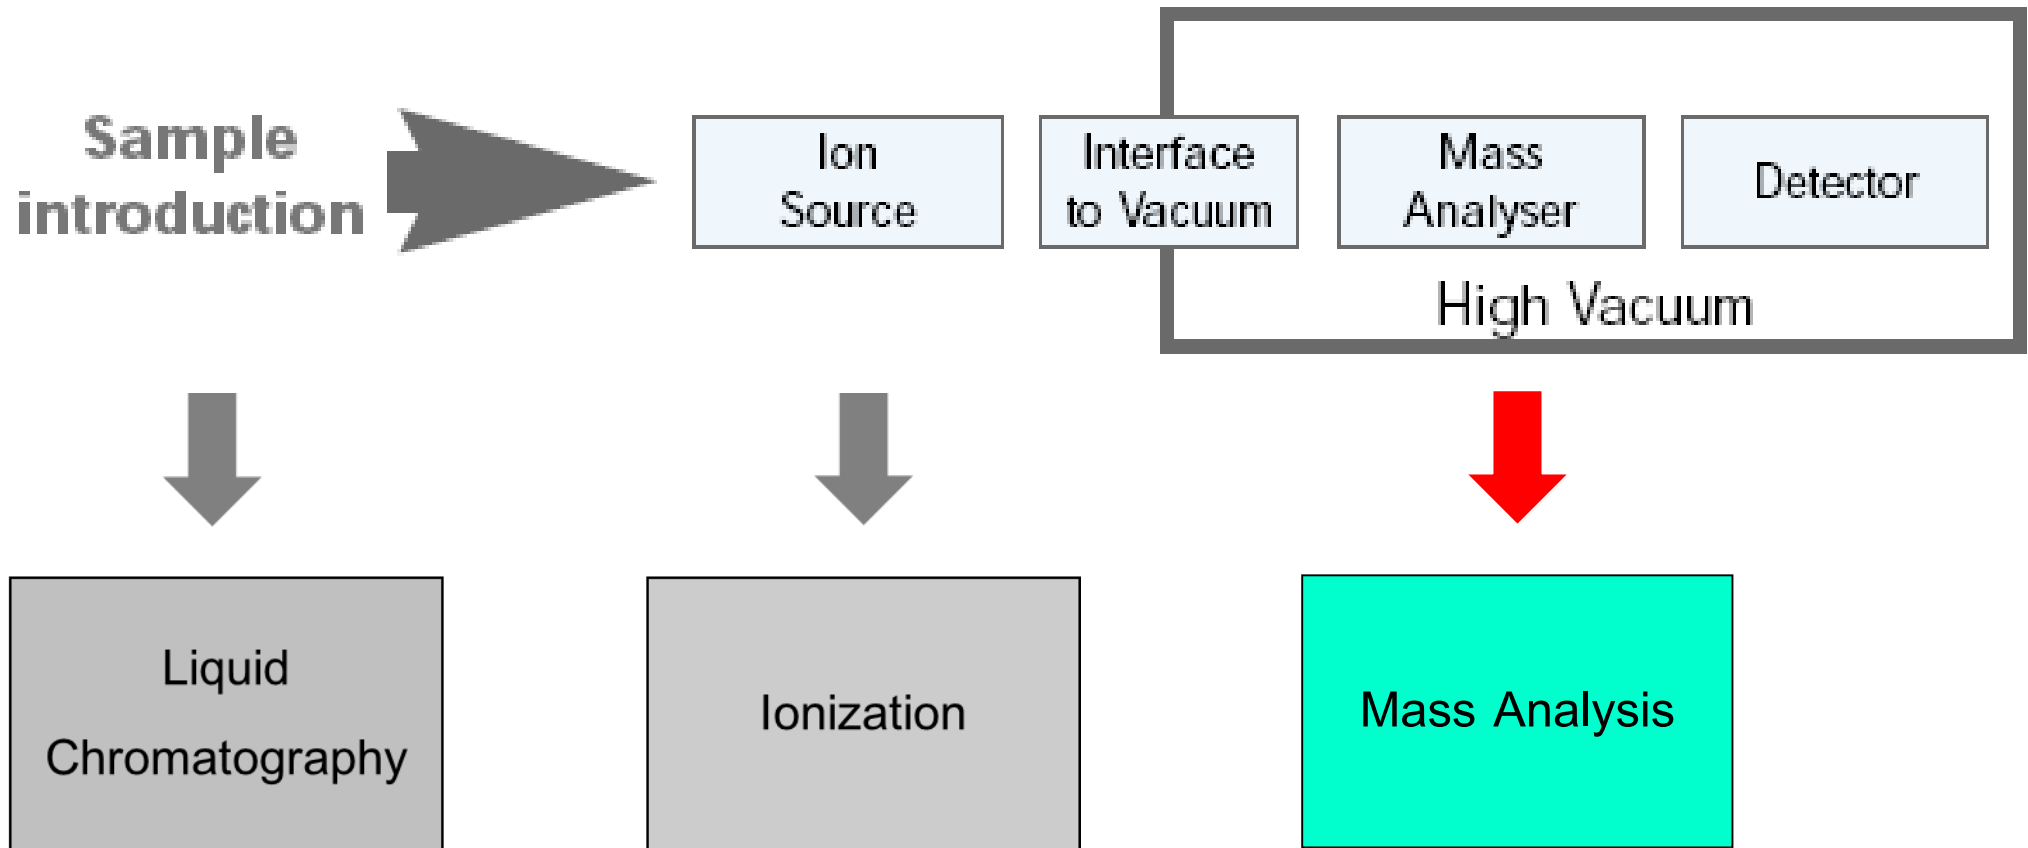 Sample
introduction
Ion
Source
Interface
to Vacuum
Mass
Analyser
Detector
High Vacuum
Liquid
Chromatography
Ionization
Mass Analysis